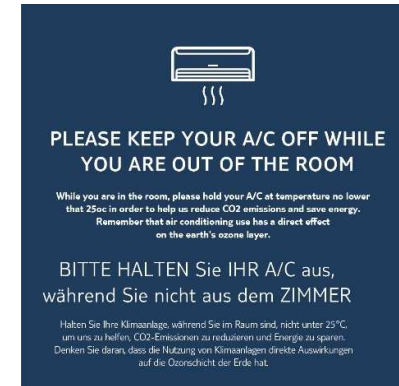 PLEASE KEEP YOUR A/C OFF WHILE
YOU ARE OUT OF THE ROOM
While you are in the room, please hold your A/C at temperature no lower
that 25oc in order to help us reduce CO2 emissions and save energy.
Remember that air conditioning use has a direct effect
on the earth's ozone layer.
BITTE HALTEN Sie IHR A/C aus,
während Sie nicht aus dem ZIMMER
Halten Sie Ihre Klimaanlage, während Sie im Raum sind, nicht unter 25°C,
um uns zu helfen, CO2-Emissionen zu reduzieren und Energie zu sparen.
Denken Sie daran, dass die Nutzung von Klimaanlagen direkte Auswirkungen
auf die Ozonschicht der Erde hat.